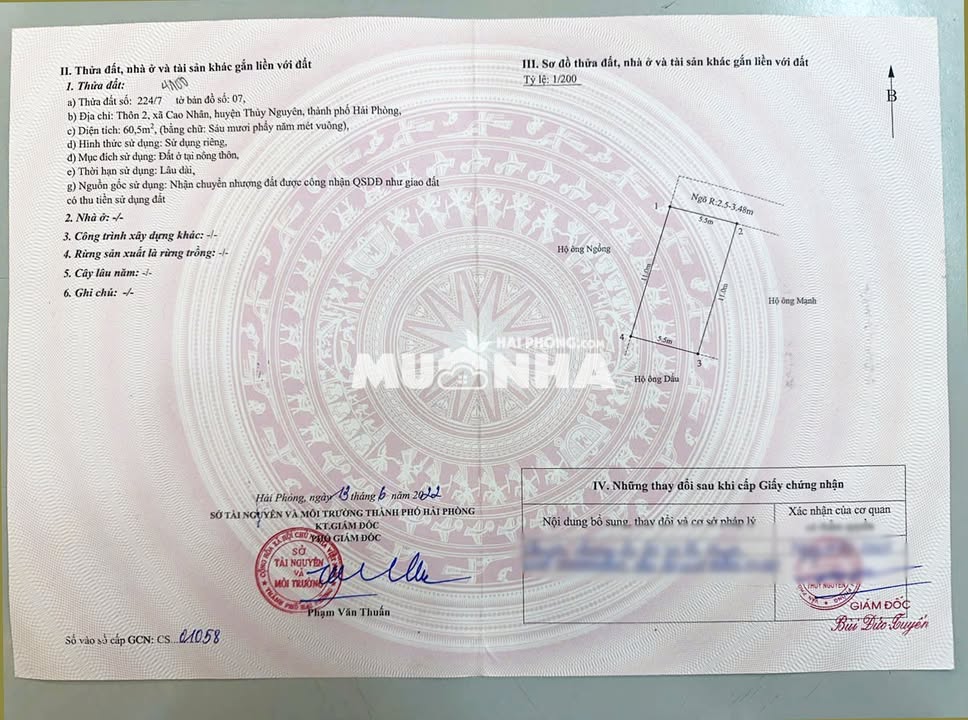 II. Thửa đất, nhà ở và tài sản khác gắn liền với đất
1. Thửa đất:
a) Thửa đất số: 224/7 tờ bản đồ số: 07,
b) Địa chỉ: Thôn 2, xã Cao Nhân, huyện Thủy Nguyên, thành phố Hải Phòng,
c) Diện tích: 60,5m², (bằng chữ: Sáu mươi phẩy năm mét vuông),
d) Hình thức sử dụng: Sử dụng riêng,
đ) Mục đích sử dụng: Đất ở tại nông thôn,
e) Thời hạn sử dụng: Lâu dài,
g) Nguồn gốc sử dụng: Nhận chuyển nhượng đất được công nhận QSDĐ như giao đất
có thu tiền sử dụng đất
2. Nhà ở: -/-
3. Công trình xây dựng khác: -/-
4. Rừng sản xuất là rừng trồng: -/-
5. Cây lâu năm: -/-
6. Ghi chú: -/-
Hải Phòng, ngày 13 tháng 6 năm 2022
SỞ TÀI NGUYÊN VÀ MÔI TRƯỜNG THÀNH PHỐ HẢI PHÒNG
KT.GIÁM ĐỐC
PHÓ GIÁM ĐỐC
SỞ
TÀI NGUYÊN
VÀ
MÔI TRƯỜNG
Phạm Văn Thuấn
Số vào sổ cấp GCN: CS 01058
III. Sơ đồ thửa đất, nhà ở và tài sản khác gắn liền với đất
Tỷ lệ: 1/200
B
Ngõ R:2.5-3.48m
1
5.5m
2
Hộ ông Ngổng
11.0m
11.0m
Hộ ông Mạnh
4
5.5m
3
Hộ ông Dầu
HAIPHONG.COM
MUA NHA
IV. Những thay đổi sau khi cấp Giấy chứng nhận
Nội dung bổ sung, thay đổi và cơ sở pháp lý
Xác nhận của cơ quan
GIÁM ĐỐC
Bùi Đức Tuyến